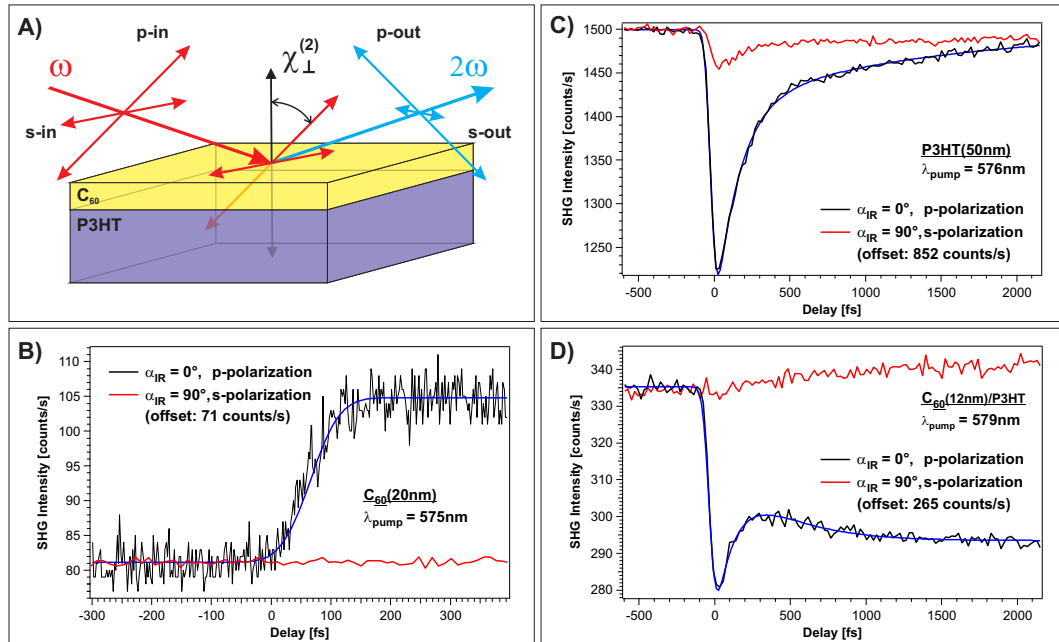 A)
p-in
p-out
χ⊥(2)
ω
2ω
s-in
s-out
C60
P3HT
B)
SHG Intensity [counts/s]
110
105
100
95
90
85
80
αIR = 0°, p-polarization
αIR = 90°, s-polarization
(offset: 71 counts/s)
C60(20nm)
λpump = 575nm
-300
-200
-100
0
100
200
300
Delay [fs]
C)
SHG Intensity [counts/s]
1500
1450
1400
1350
1300
1250
P3HT(50nm)
λpump = 576nm
αIR = 0°, p-polarization
αIR = 90°, s-polarization
(offset: 852 counts/s)
-500
0
500
1000
1500
2000
Delay [fs]
D)
SHG Intensity [counts/s]
360
350
340
330
320
310
300
290
280
C60(12nm)/P3HT
λpump = 579nm
αIR = 0°, p-polarization
αIR = 90°, s-polarization
(offset: 265 counts/s)
-500
0
500
1000
1500
2000
Delay [fs]